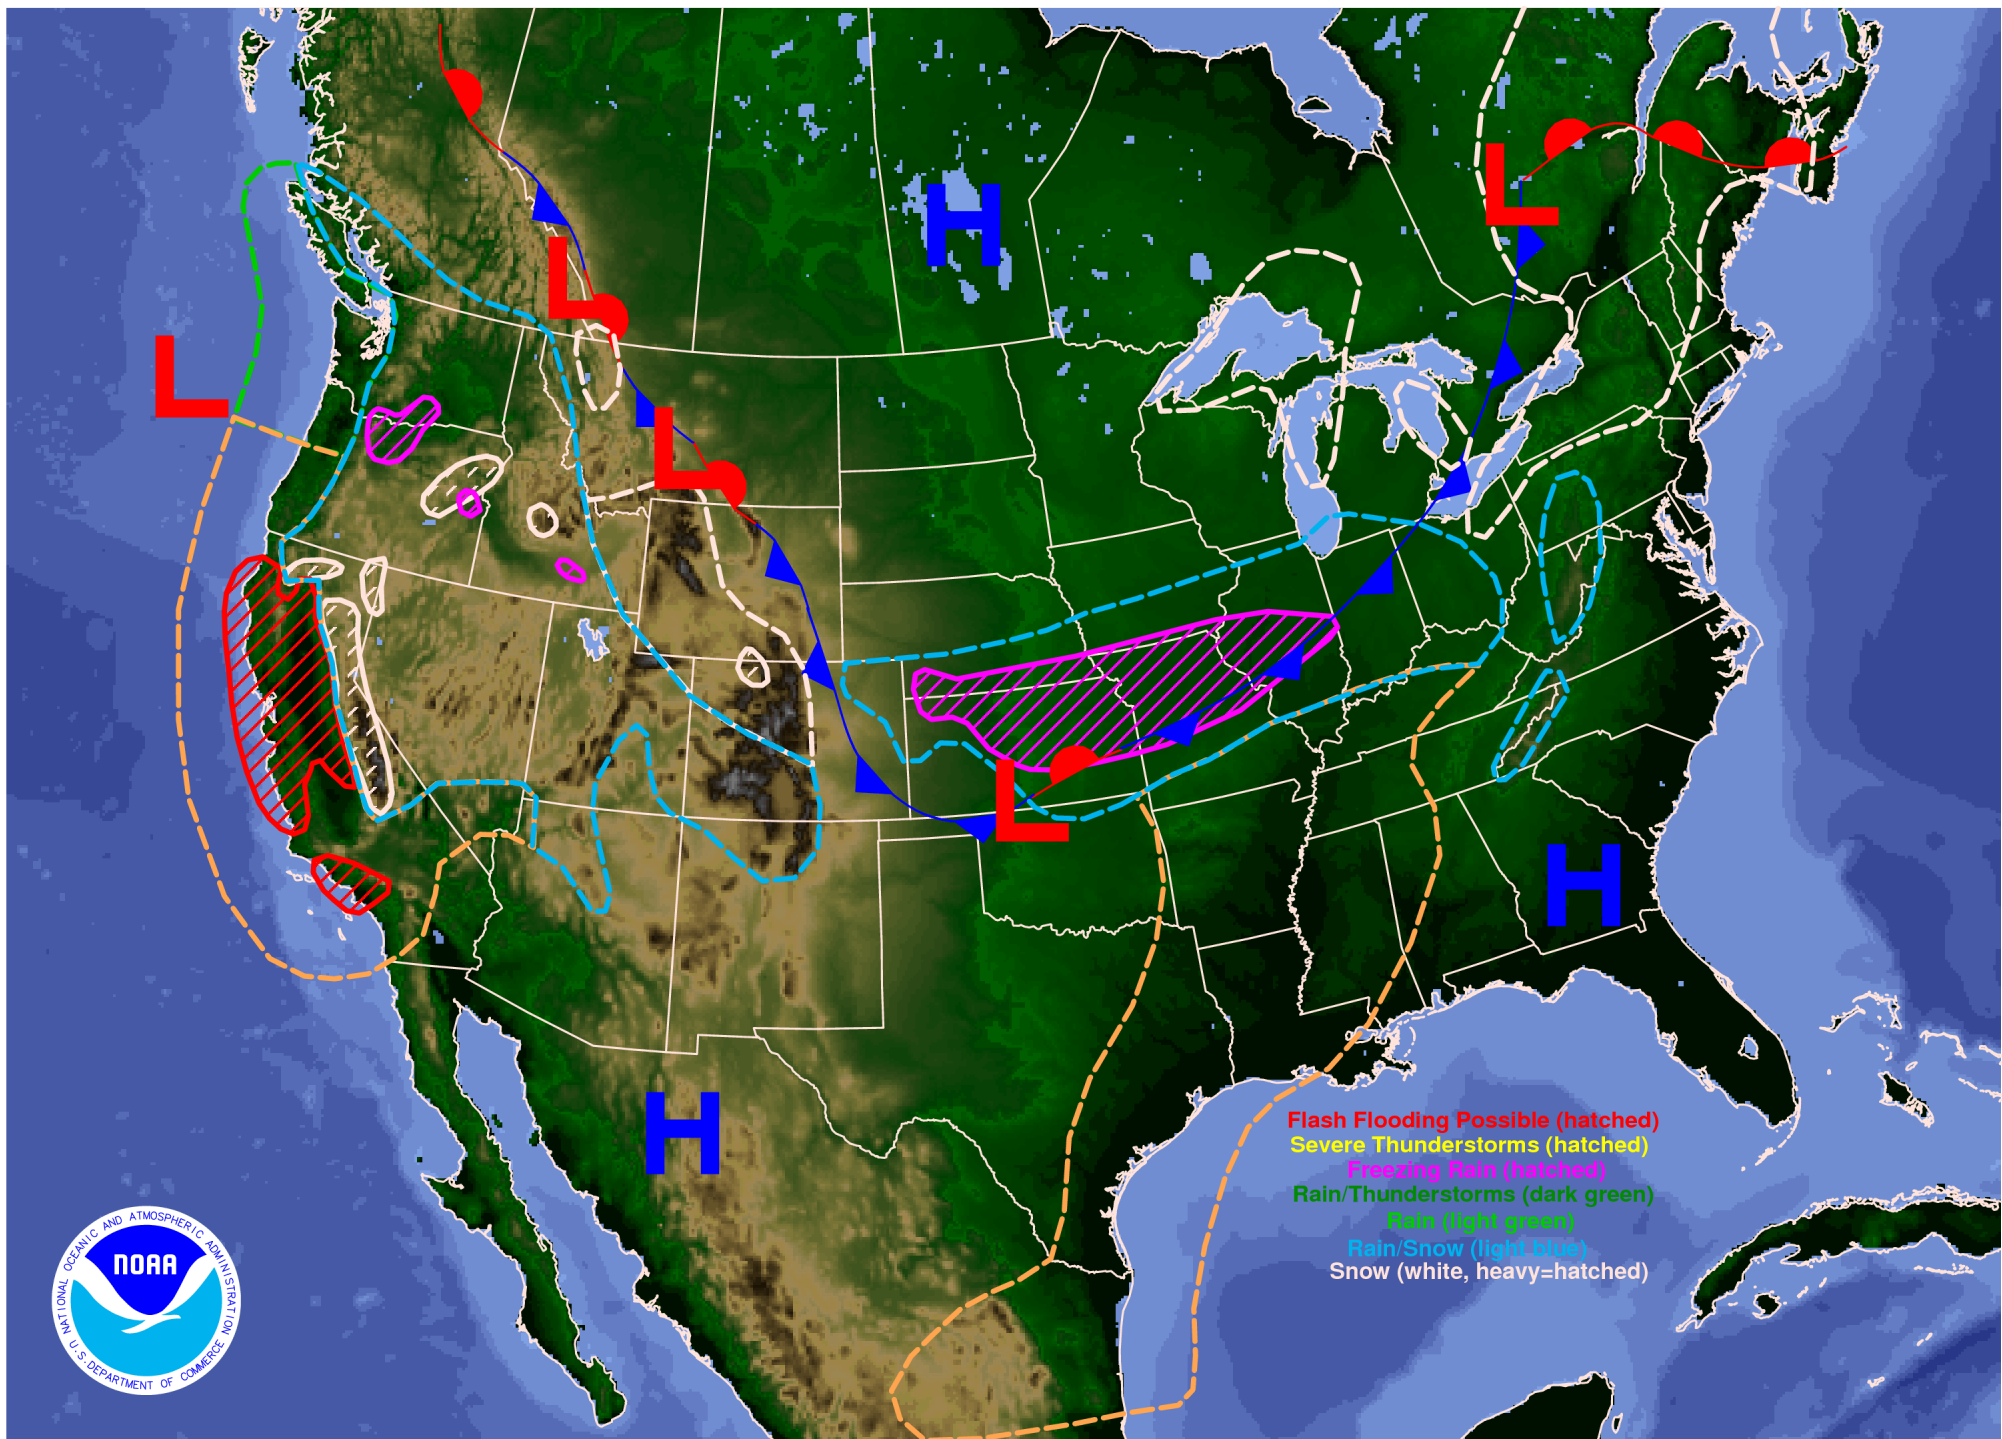 L
H
L
L
L
L
H
H
Flash Flooding Possible (hatched)
Severe Thunderstorms (hatched)
Freezing Rain (hatched)
Rain/Thunderstorms (dark green)
Rain (light green)
Rain/Snow (light blue)
Snow (white, heavy=hatched)
NATIONAL OCEANIC AND ATMOSPHERIC ADMINISTRATION
NOAA
U.S. DEPARTMENT OF COMMERCE